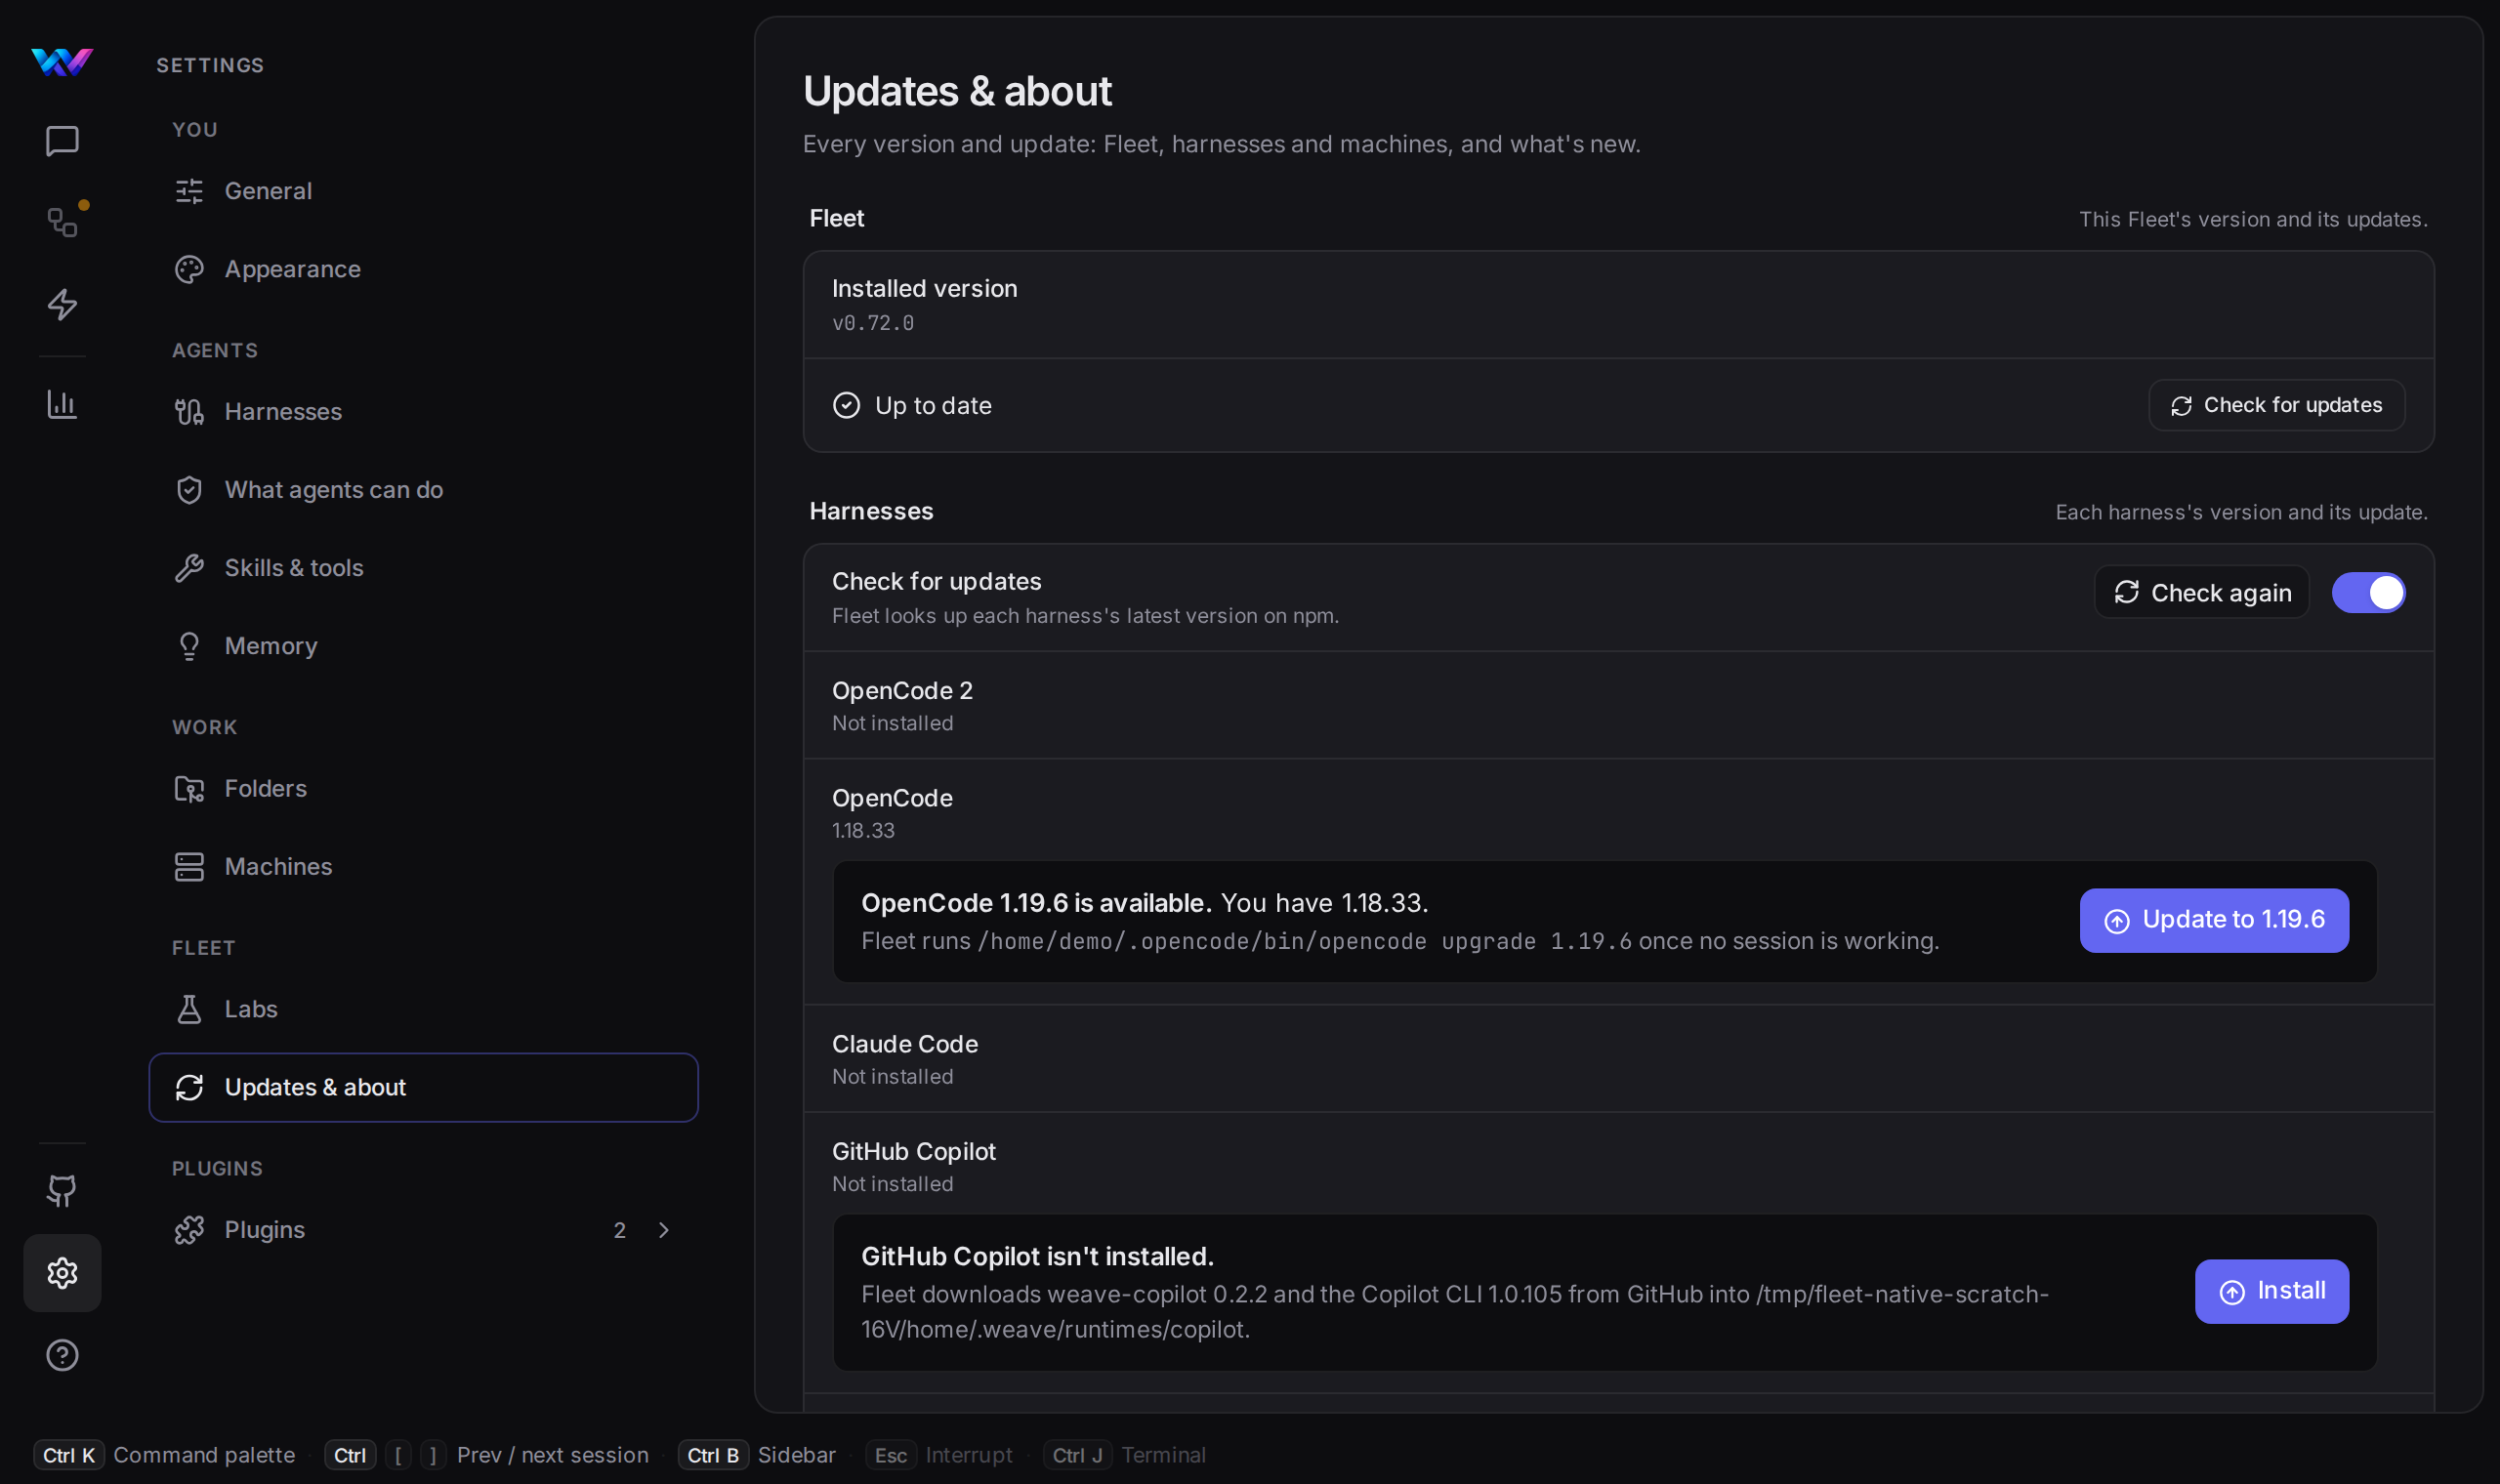 SETTINGS
YOU
General
Appearance
AGENTS
Harnesses
What agents can do
Skills & tools
Memory
WORK
Folders
Machines
FLEET
Labs
Updates & about
PLUGINS
Plugins 2
Updates & about
Every version and update: Fleet, harnesses and machines, and what's new.
Fleet This Fleet's version and its updates.
Installed version
v0.72.0
Up to date Check for updates
Harnesses Each harness's version and its update.
Check for updates
Fleet looks up each harness's latest version on npm.
Check again
OpenCode 2
Not installed
OpenCode
1.18.33
OpenCode 1.19.6 is available. You have 1.18.33.
Fleet runs /home/demo/.opencode/bin/opencode upgrade 1.19.6 once no session is working.
Update to 1.19.6
Claude Code
Not installed
GitHub Copilot
Not installed
GitHub Copilot isn't installed.
Fleet downloads weave-copilot 0.2.2 and the Copilot CLI 1.0.105 from GitHub into /tmp/fleet-native-scratch-
16V/home/.weave/runtimes/copilot.
Install
Ctrl K Command palette · Ctrl [ ] Prev / next session · Ctrl B Sidebar · Esc Interrupt · Ctrl J Terminal